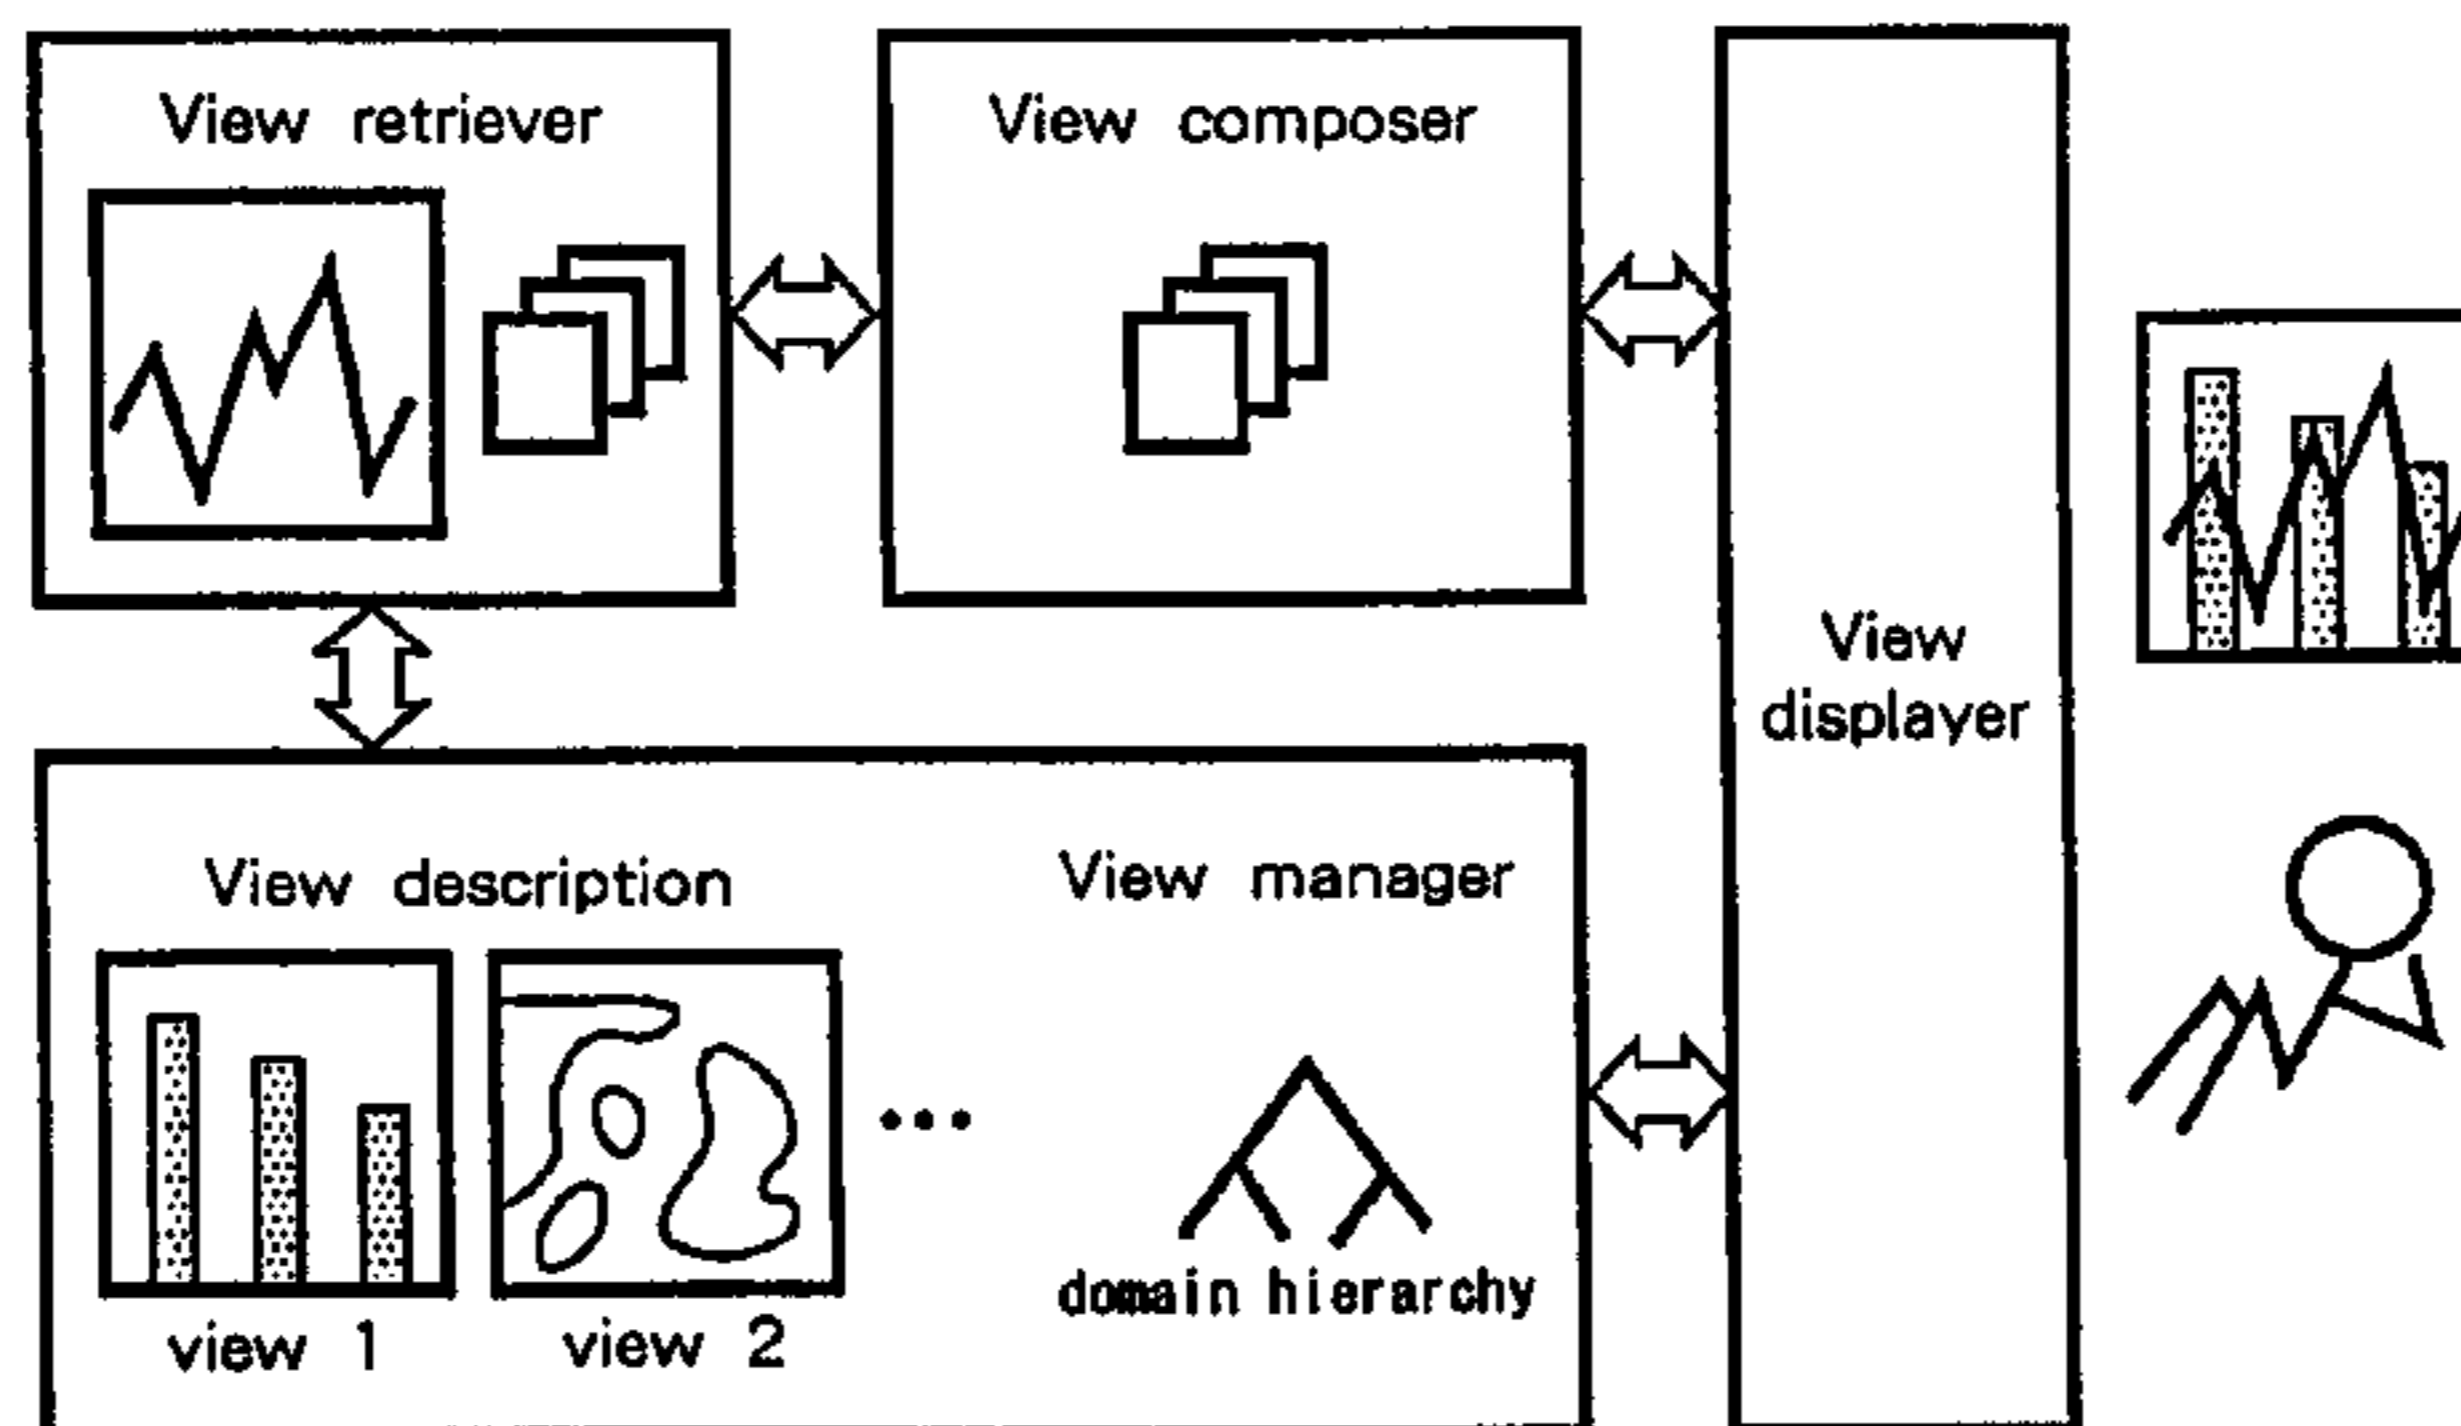 View retriever
View composer
View
displayer
View description
View manager
...
domain hierarchy
view 1
view 2